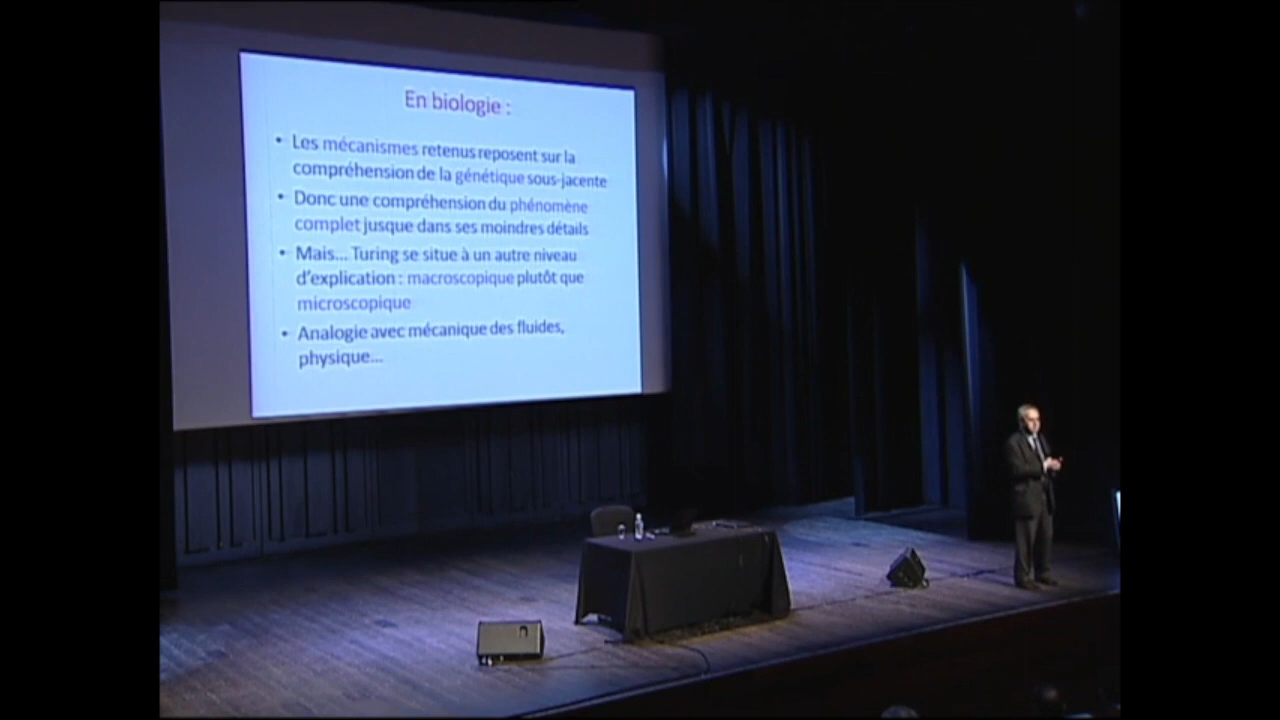 En biologie :
• Les mécanismes retenus reposent sur la
compréhension de la génétique sous-jacente
• Donc une compréhension du phénomène
complet jusque dans ses moindres détails
• Mais... Turing se situe à un autre niveau
d'explication : macroscopique plutôt que
microscopique
• Analogie avec mécanique des fluides,
physique...